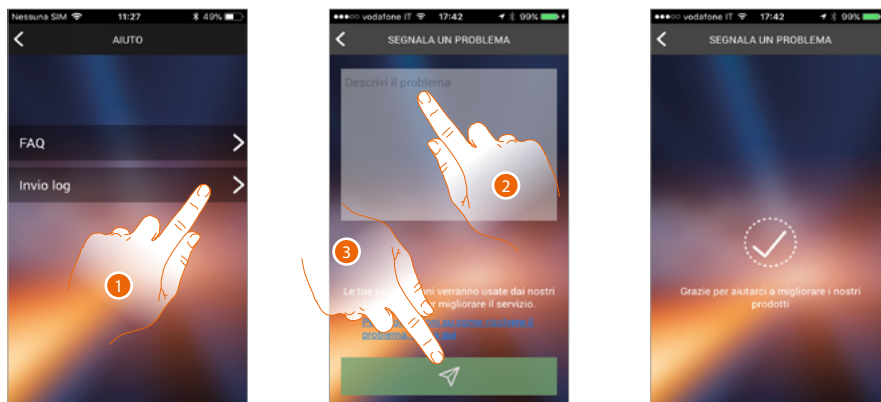 Nessuna SIM 11:27 49%
AIUTO
FAQ
Invio log
1
vodafone IT 17:42 99%
SEGNALA UN PROBLEMA
Descrivi il problema
2
3
Le tue ni verranno usate dai nostri
r migliorare il servizio.
problema
vodafone IT 17:42 99%
SEGNALA UN PROBLEMA
Grazie per aiutarci a migliorare i nostri
prodotti